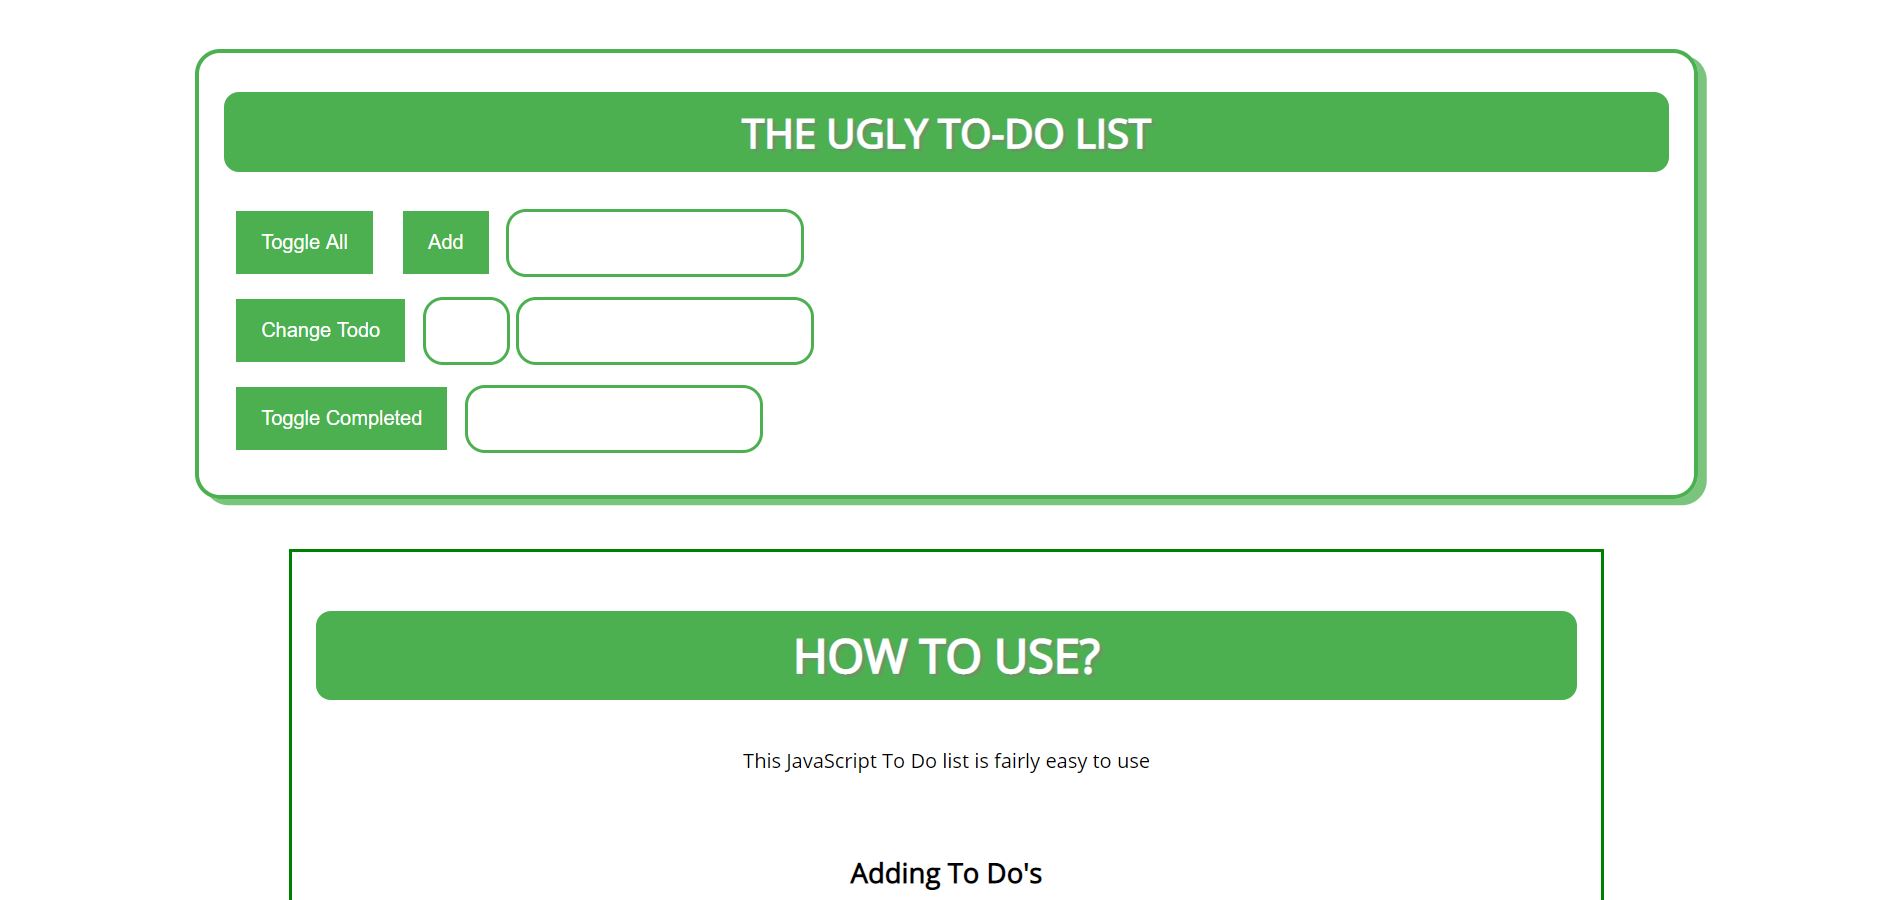 THE UGLY TO-DO LIST
Toggle All Add
Change Todo
Toggle Completed
HOW TO USE?
This JavaScript To Do list is fairly easy to use
Adding To Do's